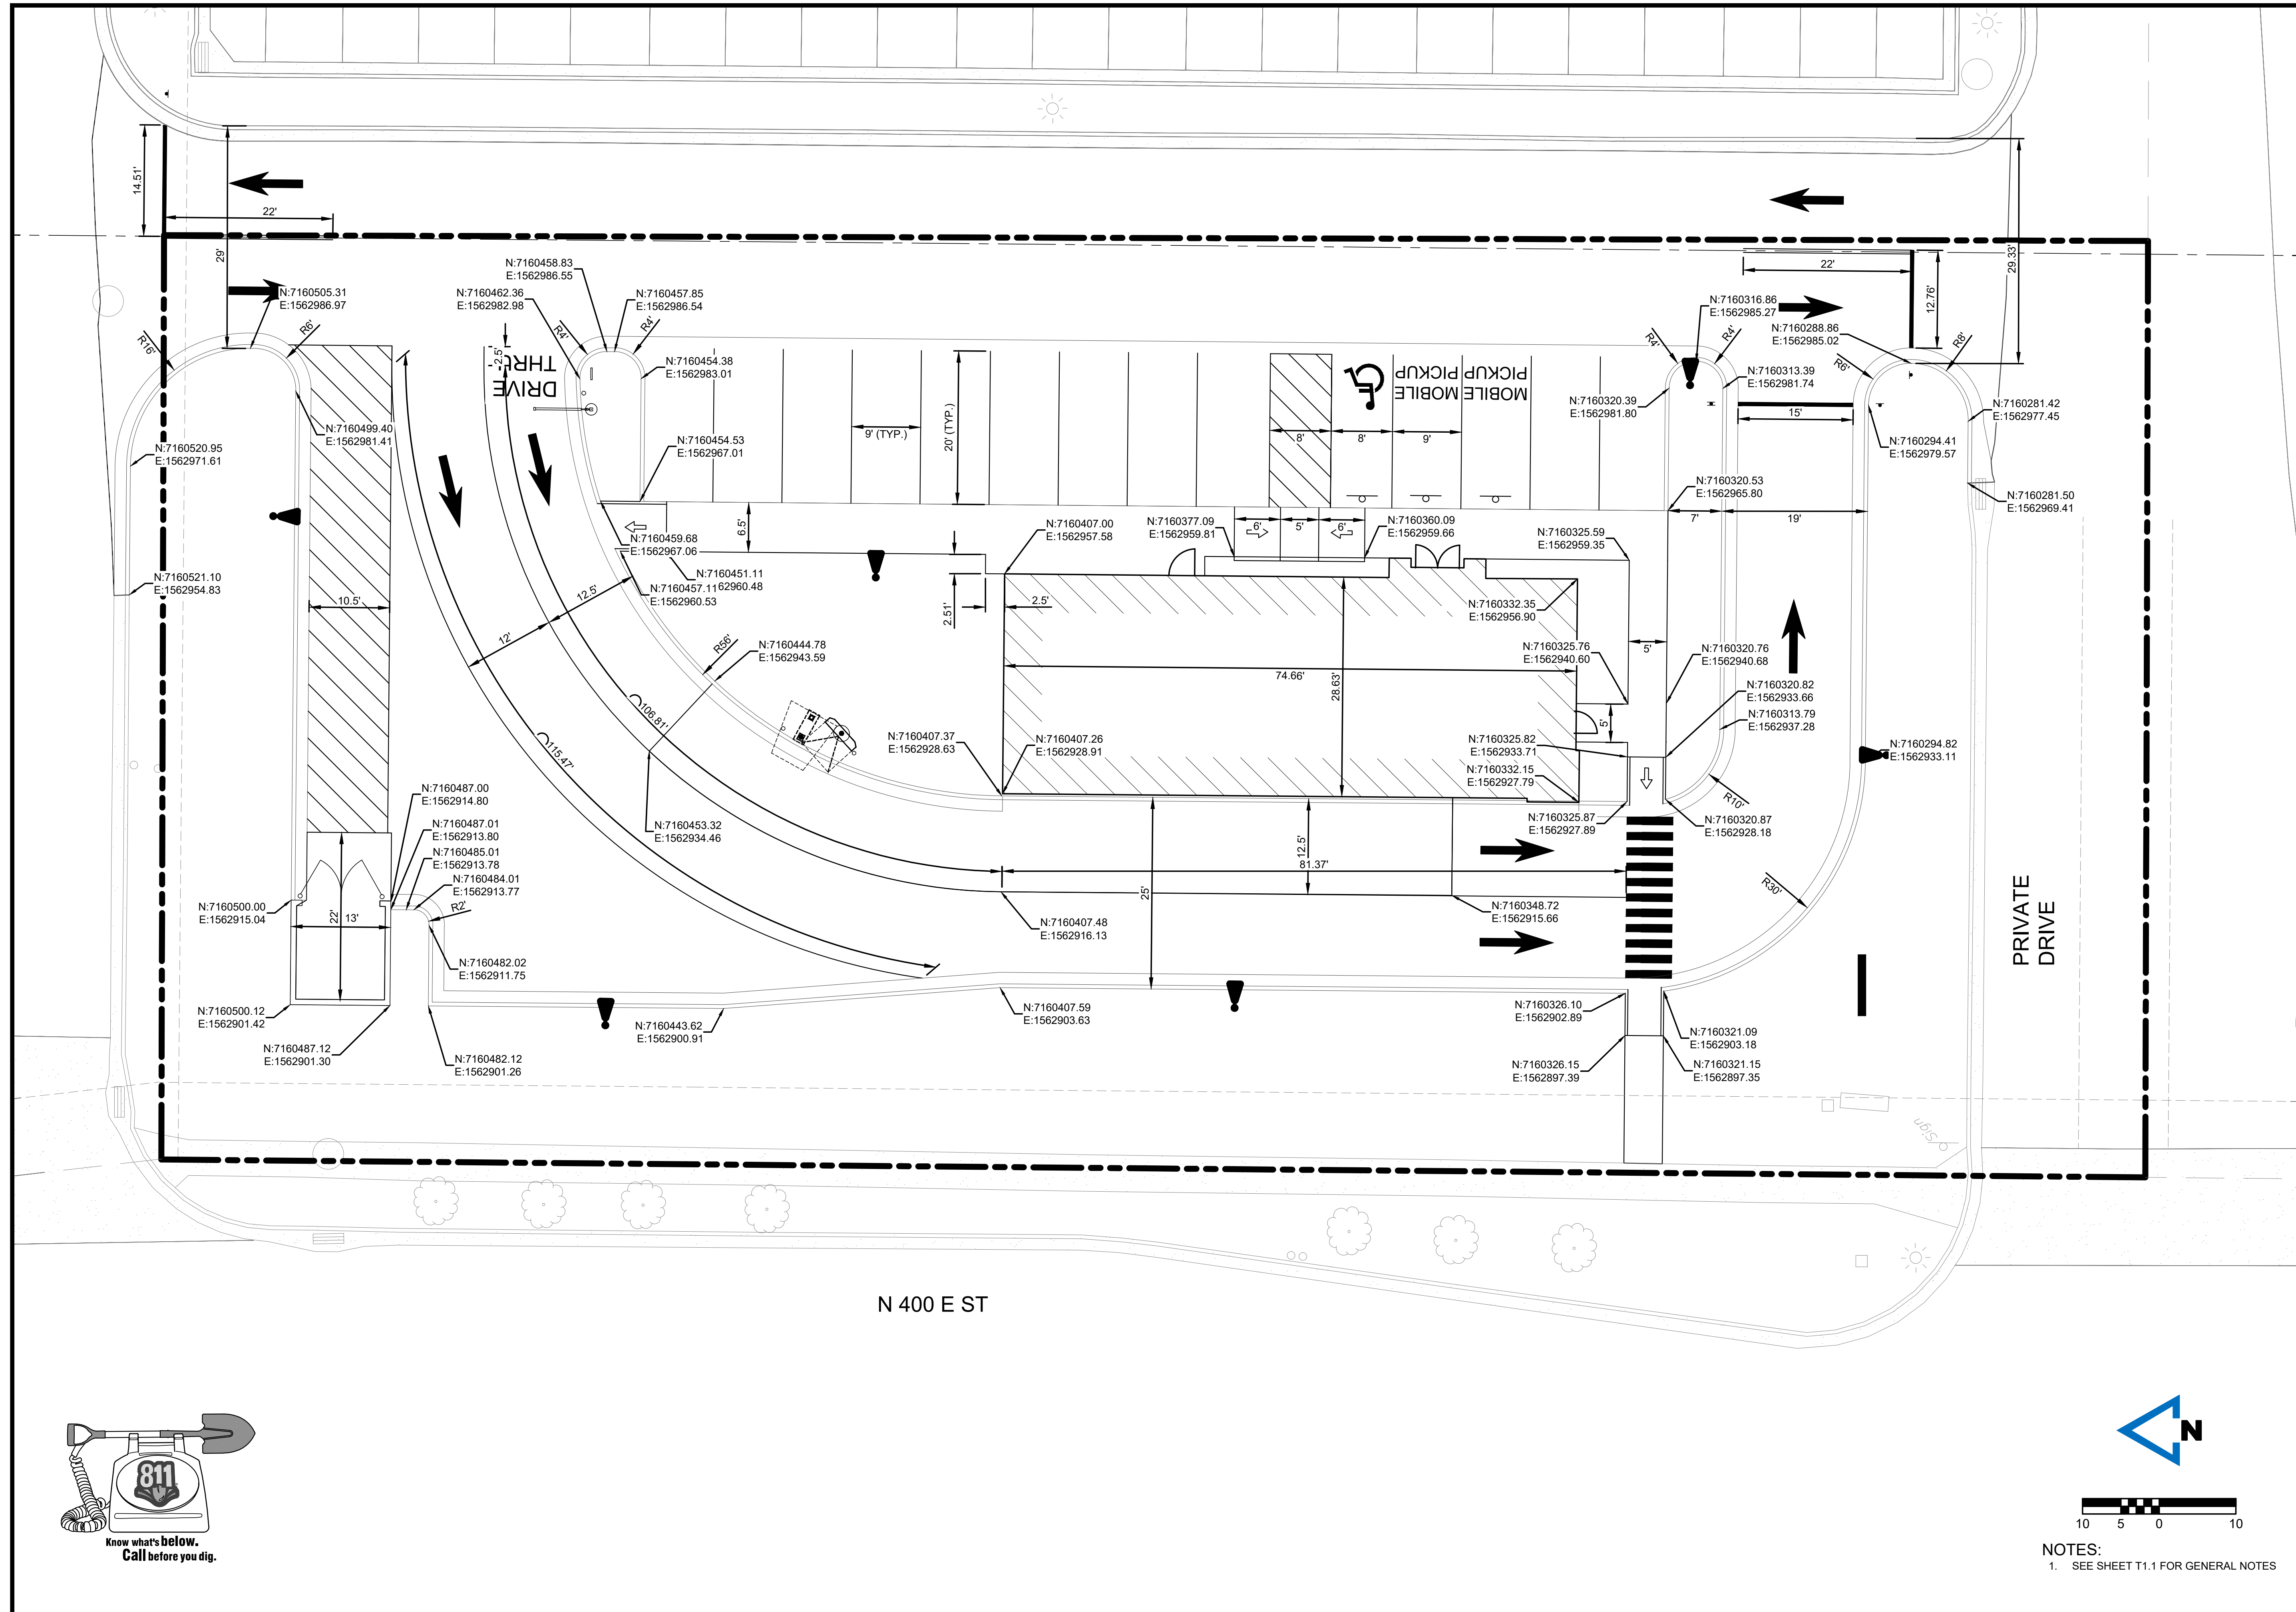 14.51'
22'
29'
29.33'
22'
12.76'
N:7160458.83
E:1562986.55
N:7160462.36
E:1562982.98
N:7160457.85
E:1562986.54
N:7160505.31
E:1562986.97
R16'
R6'
R4'
R4'
2.5'
DRIVE
THRU
N:7160454.38
E:1562983.01
N:7160316.86
E:1562985.27
N:7160288.86
E:1562985.02
R4'
R4'
R6'
R8'
N:7160313.39
E:1562981.74
N:7160320.39
E:1562981.80
MOBILE
PICKUP
MOBILE
PICKUP
15'
N:7160281.42
E:1562977.45
N:7160499.40
E:1562981.41
N:7160520.95
E:1562971.61
N:7160454.53
E:1562967.01
9' (TYP.)
20' (TYP.)
8'
8'
9'
N:7160294.41
E:1562979.57
N:7160320.53
E:1562965.80
N:7160281.50
E:1562969.41
7'
19'
6.5'
N:7160459.68
E:1562967.06
N:7160407.00
E:1562957.58
N:7160377.09
E:1562959.81
6'
5'
6'
N:7160360.09
E:1562959.66
N:7160325.59
E:1562959.35
N:7160451.11
E:1562960.48
N:7160457.11
E:1562960.53
N:7160521.10
E:1562954.83
10.5'
12.5'
12'
2.51'
2.5'
N:7160332.35
E:1562956.90
R56'
N:7160444.78
E:1562943.59
74.66'
28.63'
N:7160325.76
E:1562940.60
5'
N:7160320.76
E:1562940.68
N:7160320.82
E:1562933.66
N:7160313.79
E:1562937.28
5'
106.81'
115.47'
N:7160407.37
E:1562928.63
N:7160407.26
E:1562928.91
N:7160325.82
E:1562933.71
N:7160332.15
E:1562927.79
N:7160294.82
E:1562933.11
R10'
N:7160487.00
E:1562914.80
N:7160487.01
E:1562913.80
N:7160485.01
E:1562913.78
N:7160484.01
E:1562913.77
R2'
N:7160453.32
E:1562934.46
N:7160325.87
E:1562927.89
N:7160320.87
E:1562928.18
12.5'
81.37'
25'
R30'
N:7160500.00
E:1562915.04
22'
13'
N:7160407.48
E:1562916.13
N:7160348.72
E:1562915.66
PRIVATE
DRIVE
N:7160482.02
E:1562911.75
N:7160500.12
E:1562901.42
N:7160443.62
E:1562900.91
N:7160407.59
E:1562903.63
N:7160326.10
E:1562902.89
N:7160321.09
E:1562903.18
N:7160487.12
E:1562901.30
N:7160482.12
E:1562901.26
N:7160326.15
E:1562897.39
N:7160321.15
E:1562897.35
Sign
N 400 E ST
811
Know what's below.
Call before you dig.
N
10 5 0 10
NOTES:
1. SEE SHEET T1.1 FOR GENERAL NOTES